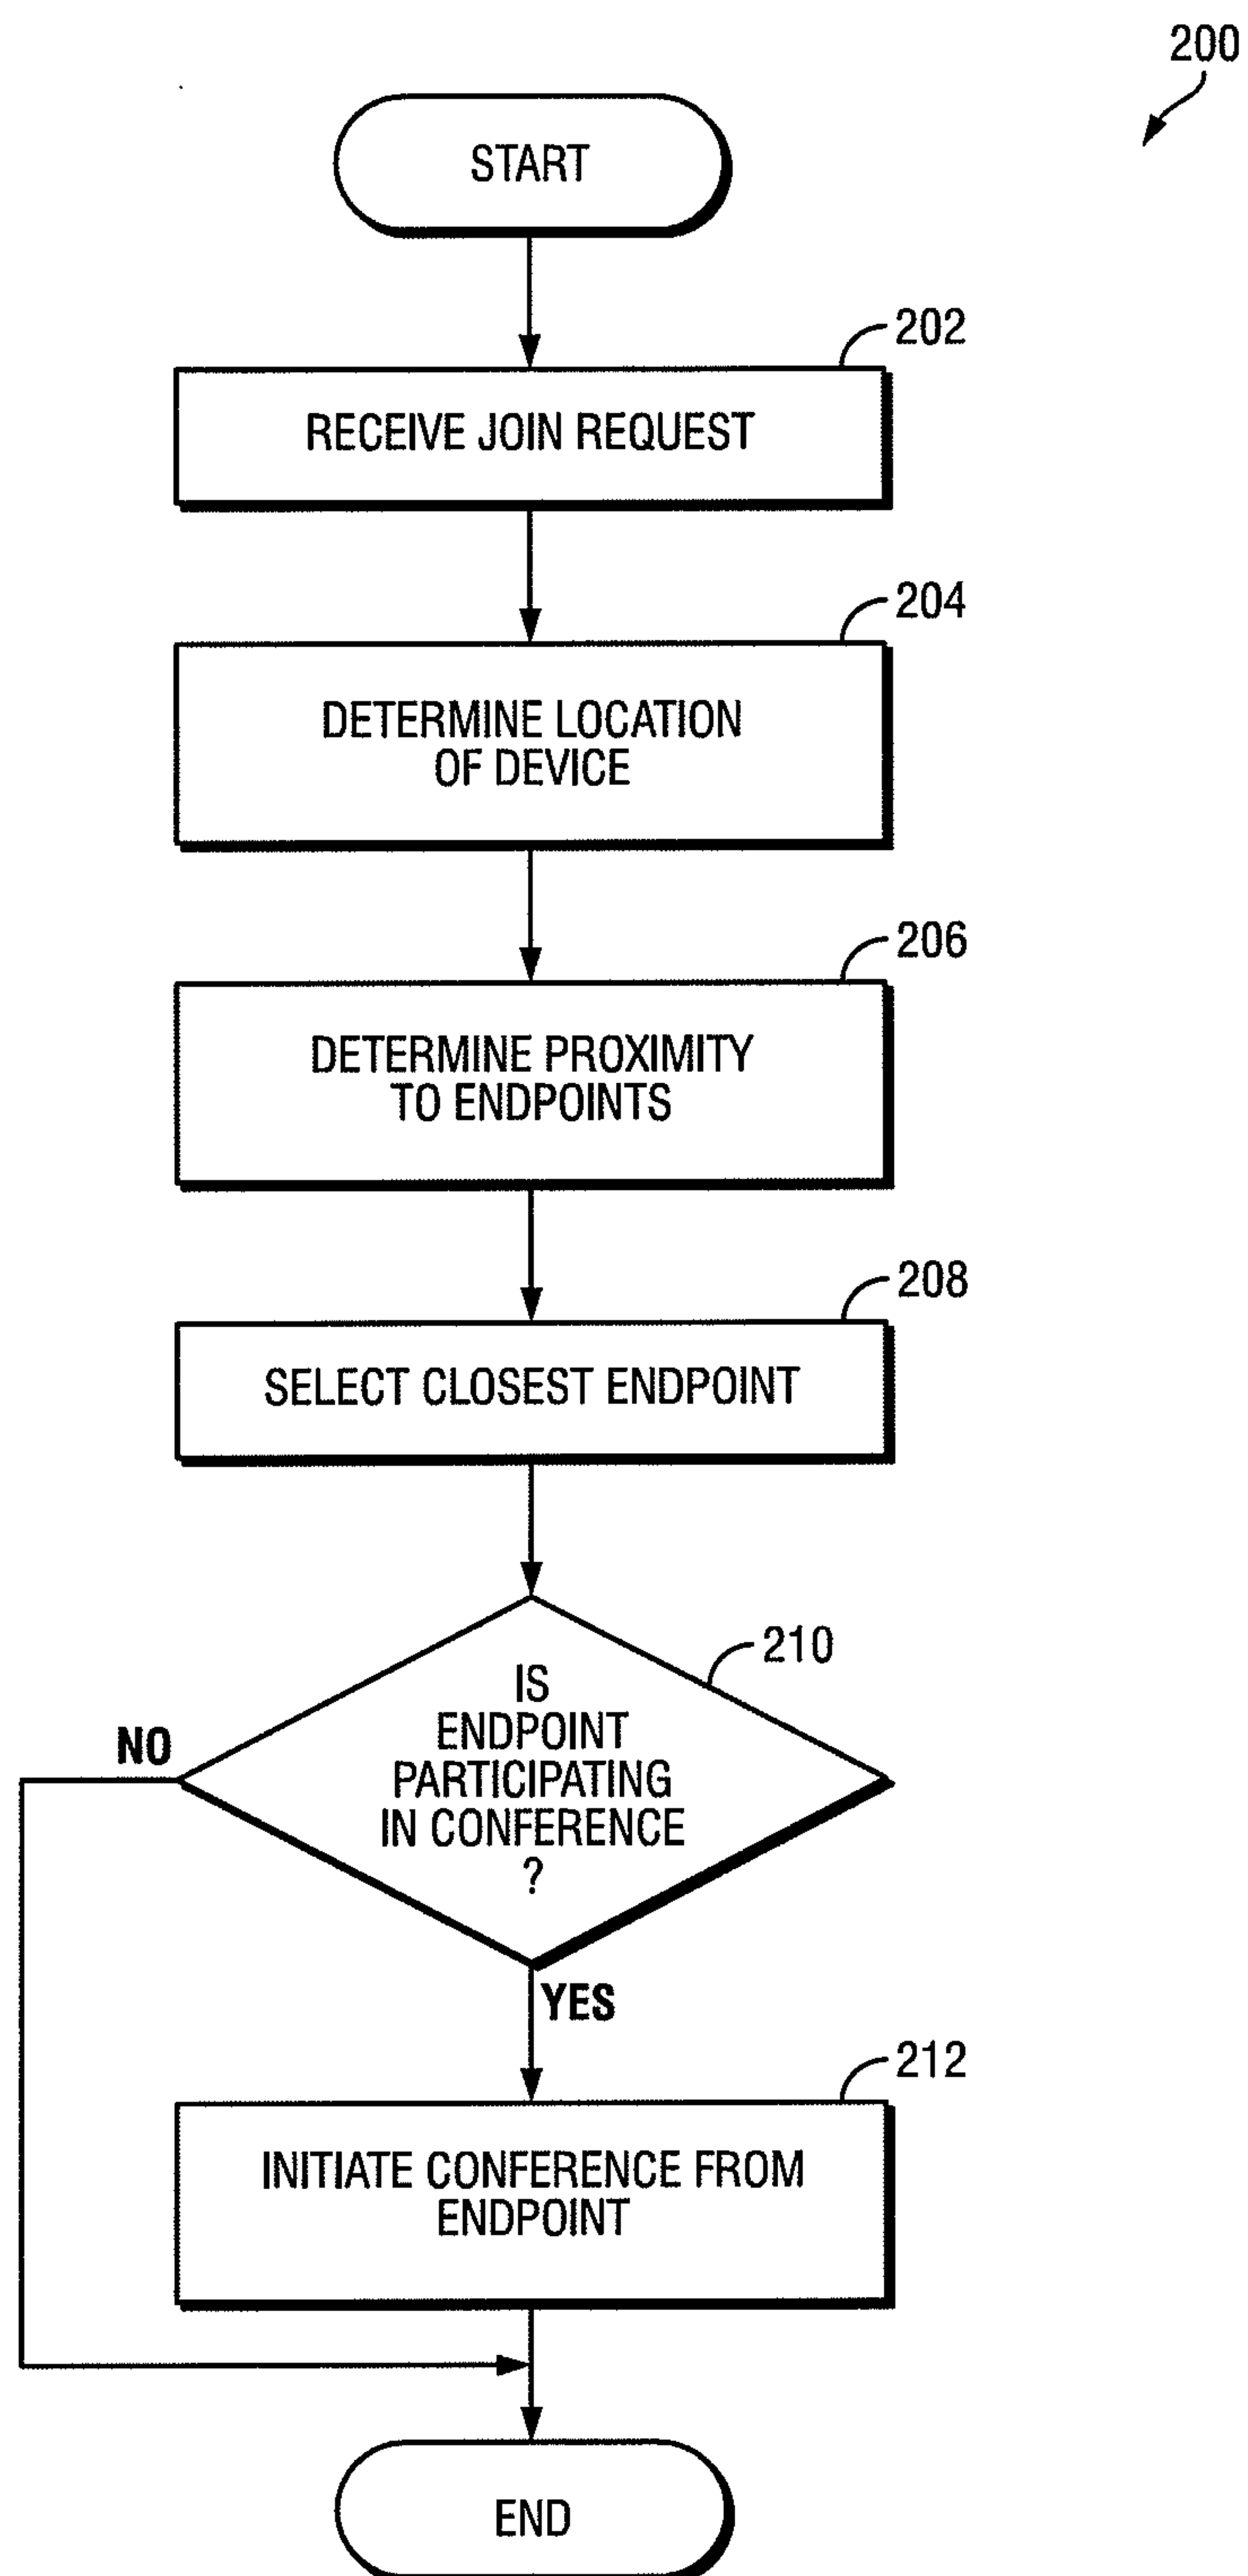 200
START
202
RECEIVE JOIN REQUEST
204
DETERMINE LOCATION
OF DEVICE
206
DETERMINE PROXIMITY
TO ENDPOINTS
208
SELECT CLOSEST ENDPOINT
210
IS
ENDPOINT
PARTICIPATING
IN CONFERENCE
?
NO
YES
212
INITIATE CONFERENCE FROM
ENDPOINT
END